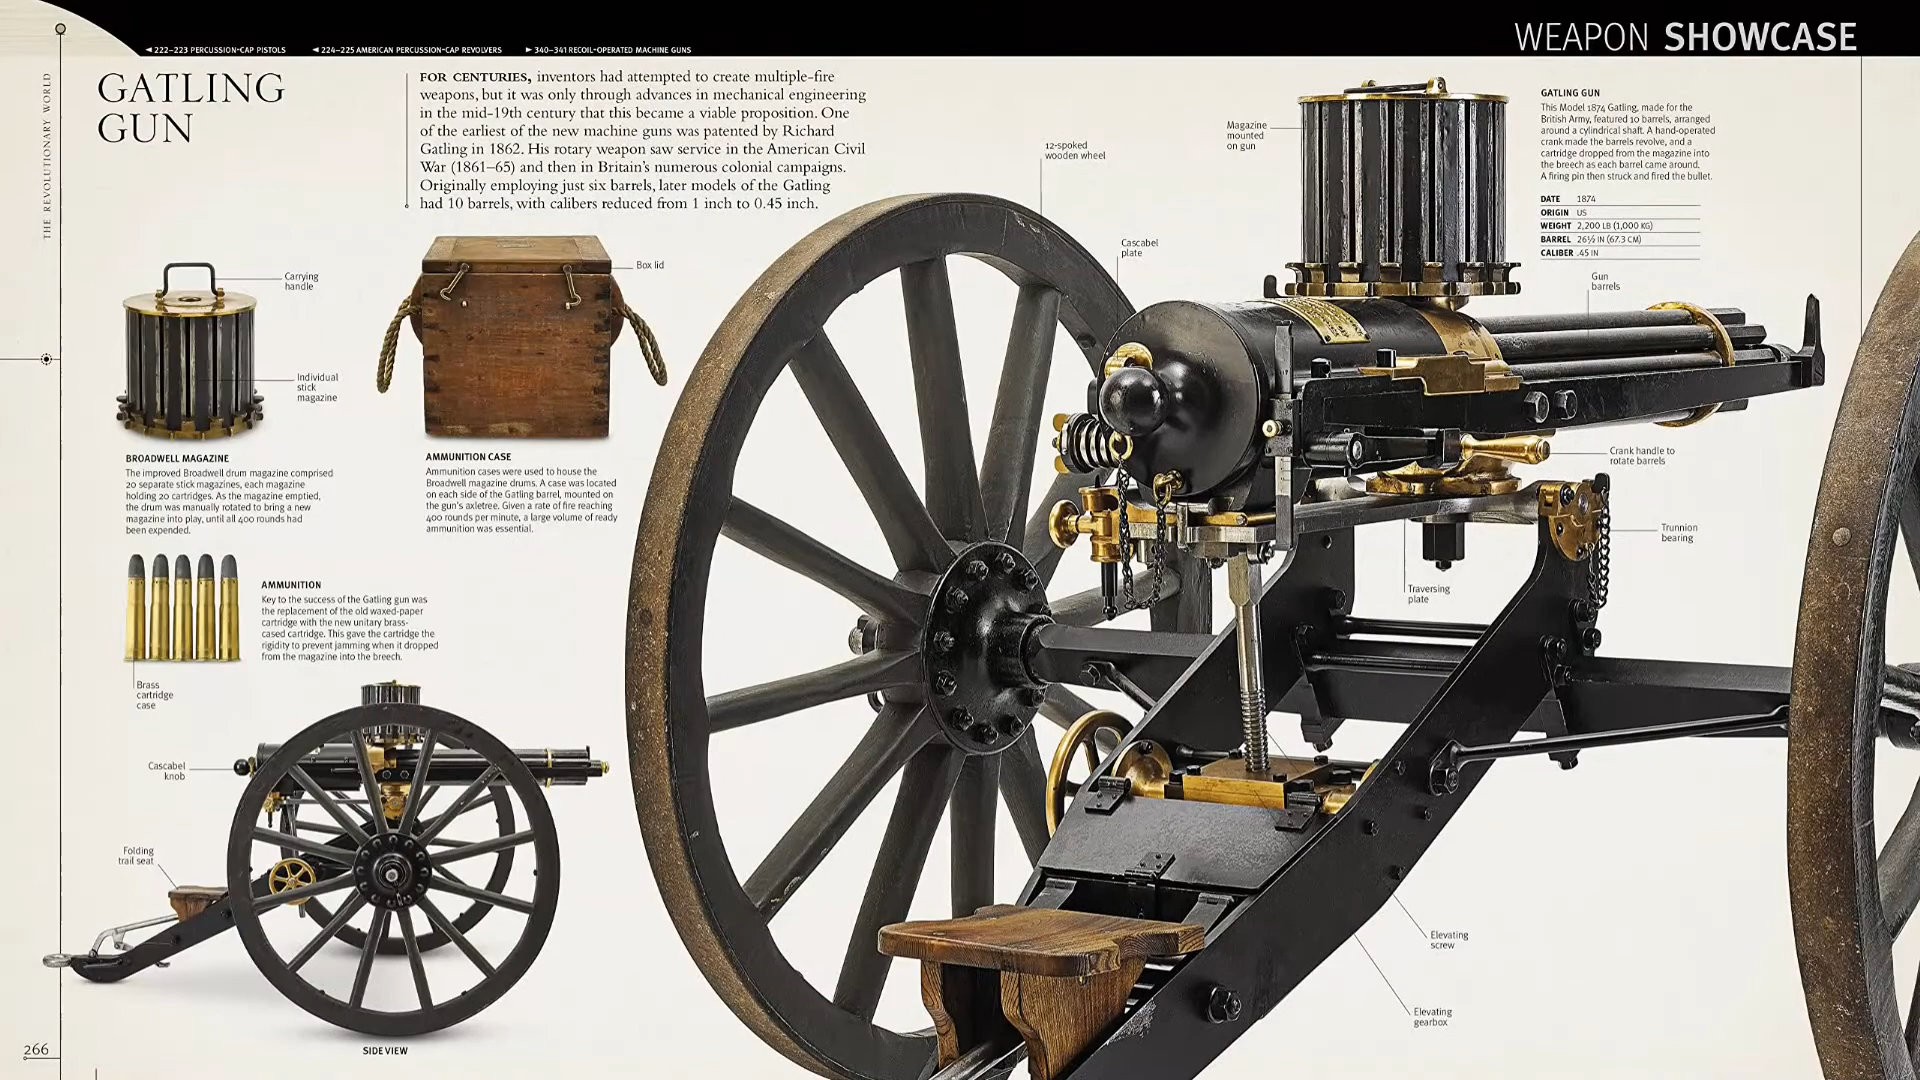 ◄ 222–223 PERCUSSION-CAP PISTOLS ◄ 224–225 AMERICAN PERCUSSION-CAP REVOLVERS ► 340–341 RECOIL-OPERATED MACHINE GUNS
WEAPON SHOWCASE
THE REVOLUTIONARY WORLD
GATLING
GUN
FOR CENTURIES, inventors had attempted to create multiple-fire
weapons, but it was only through advances in mechanical engineering
in the mid-19th century that this became a viable proposition. One
of the earliest of the new machine guns was patented by Richard
Gatling in 1862. His rotary weapon saw service in the American Civil
War (1861–65) and then in Britain's numerous colonial campaigns.
Originally employing just six barrels, later models of the Gatling
had 10 barrels, with calibers reduced from 1 inch to 0.45 inch.
Carrying
handle
Individual
stick
magazine
Box lid
BROADWELL MAGAZINE
The improved Broadwell drum magazine comprised
20 separate stick magazines, each magazine
holding 20 cartridges. As the magazine emptied,
the drum was manually rotated to bring a new
magazine into play, until all 400 rounds had
been expended.
AMMUNITION CASE
Ammunition cases were used to house the
Broadwell magazine drums. A case was located
on each side of the Gatling barrel, mounted on
the gun's axletree. Given a rate of fire reaching
400 rounds per minute, a large volume of ready
ammunition was essential.
AMMUNITION
Key to the success of the Gatling gun was
the replacement of the old waxed-paper
cartridge with the new unitary brass-
cased cartridge. This gave the cartridge the
rigidity to prevent jamming when it dropped
from the magazine into the breech.
Brass
cartridge
case
Cascabel
knob
Folding
trail seat
SIDE VIEW
266
12-spoked
wooden wheel
Cascabel
plate
Magazine
mounted
on gun
GATLING GUN
This Model 1874 Gatling, made for the
British Army, featured 10 barrels, arranged
around a cylindrical shaft. A hand-operated
crank made the barrels revolve, and a
cartridge dropped from the magazine into
the breech as each barrel came around.
A firing pin then struck and fired the bullet.
DATE 1874
ORIGIN US
WEIGHT 2,200 LB (1,000 KG)
BARREL 26½ IN (67.3 CM)
CALIBER .45 IN
Gun
barrels
Crank handle to
rotate barrels
Trunnion
bearing
Traversing
plate
Elevating
screw
Elevating
gearbox